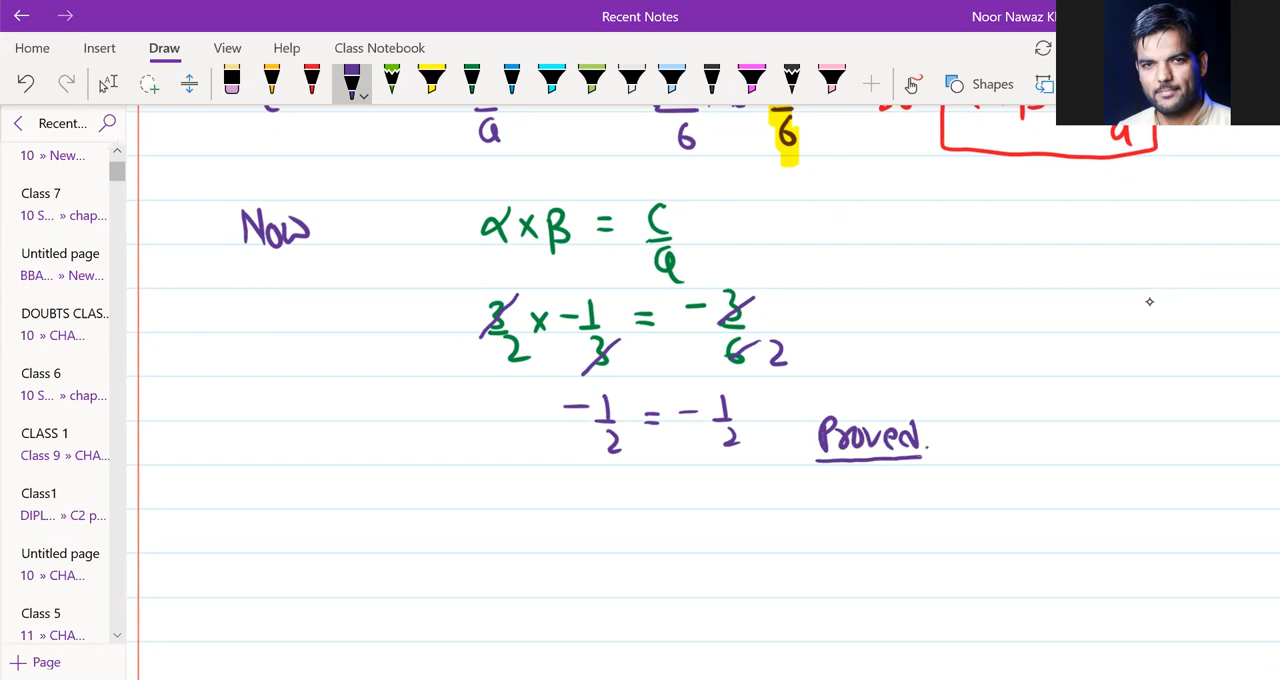 Recent Notes
Noor Nawaz K
Home Insert Draw View Help Class Notebook
Shapes
Recent...
10 » New...
Class 7
10 S... » chap...
Untitled page
BBA... » New...
DOUBTS CLAS..
10 » CHA...
Class 6
10 S... » chap...
CLASS 1
Class 9 » CHA...
Class1
DIPL... » C2 p...
Untitled page
10 » CHA...
Class 5
11 » CHA...
Page
a 6 6
Now α × β = C/a
3/2 × -1/3 = -3/6 2
-1/2 = -1/2 Proved.